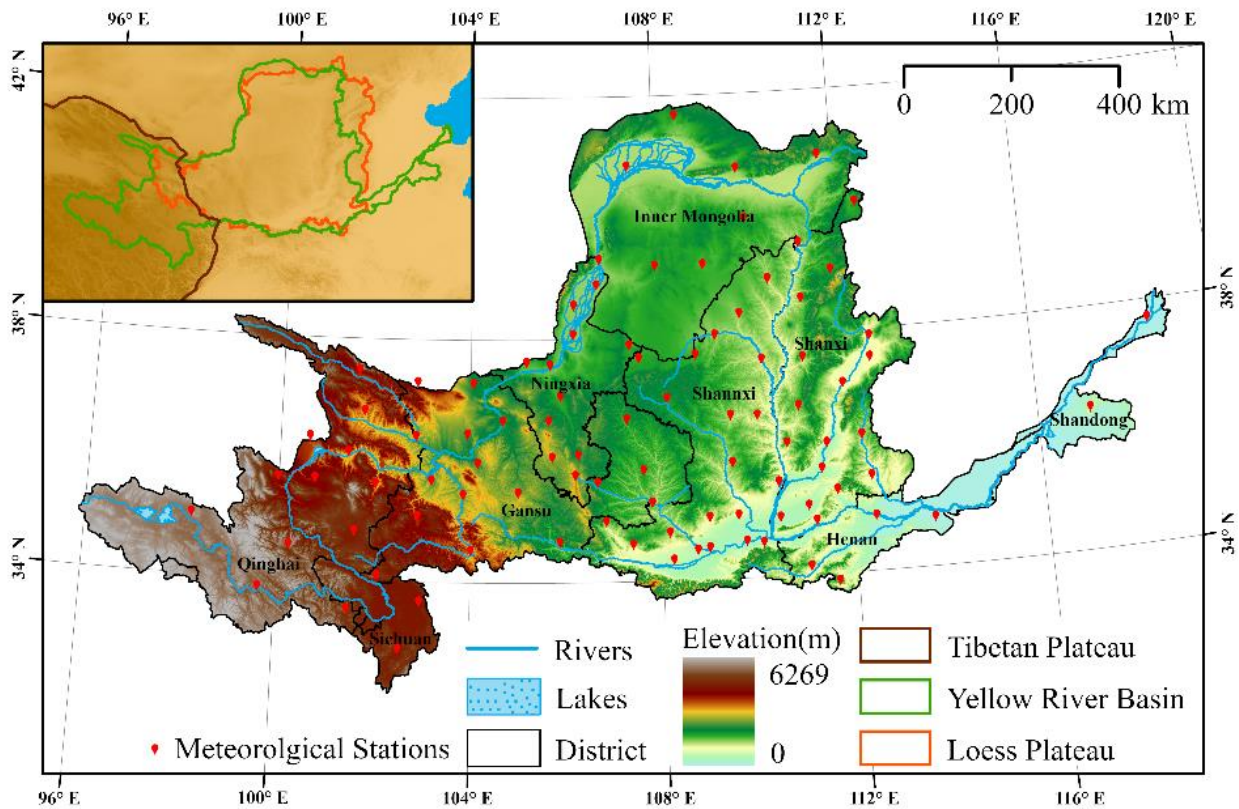 96° E 100° E 104° E 108° E 112° E 116° E 120° E
42° N
0 200 400 km
Inner Mongolia
38° N
38° N
Shanxi
Ningxia
Shannxi
Shandong
Gansu
34° N
34° N
Henan
Qinghai
Sichuan
Rivers
Lakes
Meteorolgical Stations
District
Elevation(m)
6269
0
Tibetan Plateau
Yellow River Basin
Loess Plateau
96° E 100° E 104° E 108° E 112° E 116° E